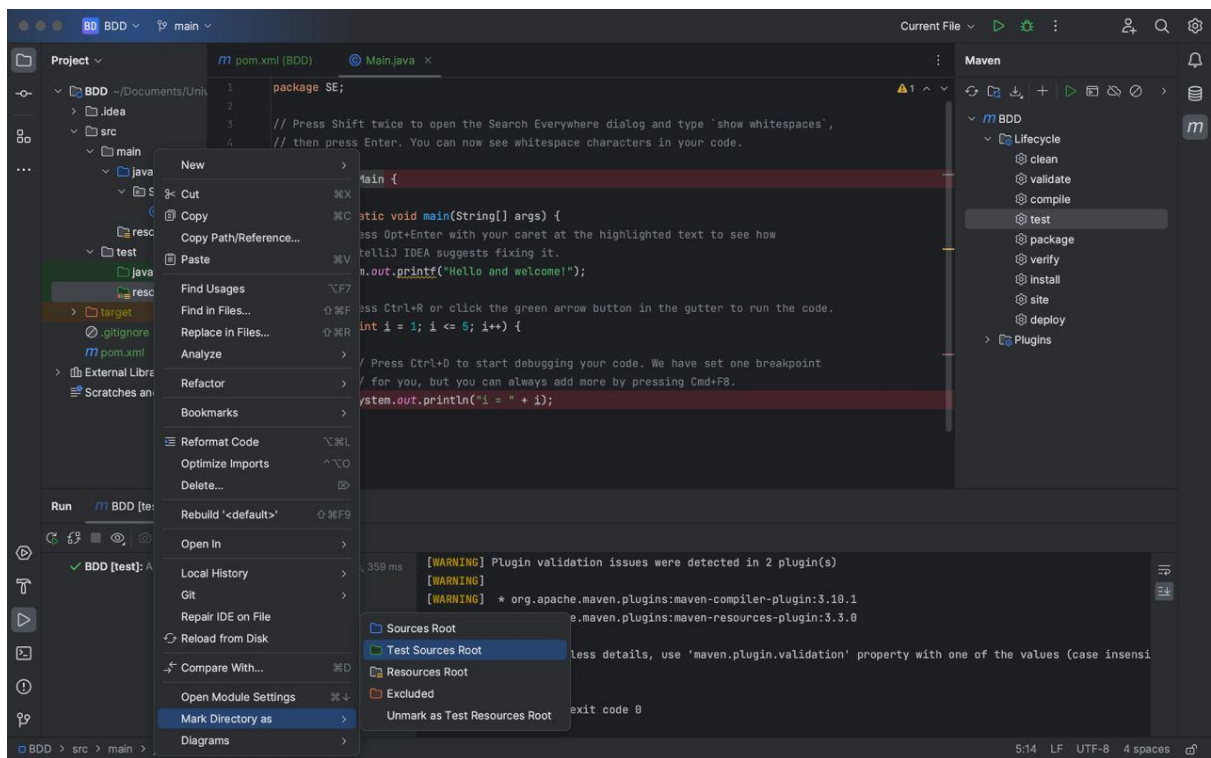 BD BDD main Current File
Project
m pom.xml (BDD) Main.java
Maven
BDD ~/Documents/Univ
.idea
src
main
java
S
resc
test
java
resc
target
.gitignore
m pom.xml
External Libra
Scratches an
1 package SE;
2
3 // Press Shift twice to open the Search Everywhere dialog and type `show whitespaces`,
4 // then press Enter. You can now see whitespace characters in your code.
Main {
atic void main(String[] args) {
ess Opt+Enter with your caret at the highlighted text to see how
telliJ IDEA suggests fixing it.
m.out.printf("Hello and welcome!");
ess Ctrl+R or click the green arrow button in the gutter to run the code.
int i = 1; i <= 5; i++) {
/ Press Ctrl+D to start debugging your code. We have set one breakpoint
/ for you, but you can always add more by pressing Cmd+F8.
ystem.out.println("i = " + i);
1
m BDD
Lifecycle
clean
validate
compile
test
package
verify
install
site
deploy
Plugins
m
New
Cut ⌘X
Copy ⌘C
Copy Path/Reference...
Paste ⌘V
Find Usages ⌥F7
Find in Files... ⇧⌘F
Replace in Files... ⇧⌘R
Analyze
Refactor
Bookmarks
Reformat Code ⌥⌘L
Optimize Imports ^⌥O
Delete... ⌦
Rebuild '<default>' ⇧⌘F9
Open In
Local History
Git
Repair IDE on File
Reload from Disk
Compare With... ⌘D
Open Module Settings ⌘↓
Mark Directory as
Diagrams
Sources Root
Test Sources Root
Resources Root
Excluded
Unmark as Test Resources Root
Run m BDD [te
BDD [test]: A , 359 ms
[WARNING] Plugin validation issues were detected in 2 plugin(s)
[WARNING]
[WARNING] * org.apache.maven.plugins:maven-compiler-plugin:3.10.1
e.maven.plugins:maven-resources-plugin:3.3.0
less details, use 'maven.plugin.validation' property with one of the values (case insensi
exit code 0
BDD > src > main >
5:14 LF UTF-8 4 spaces